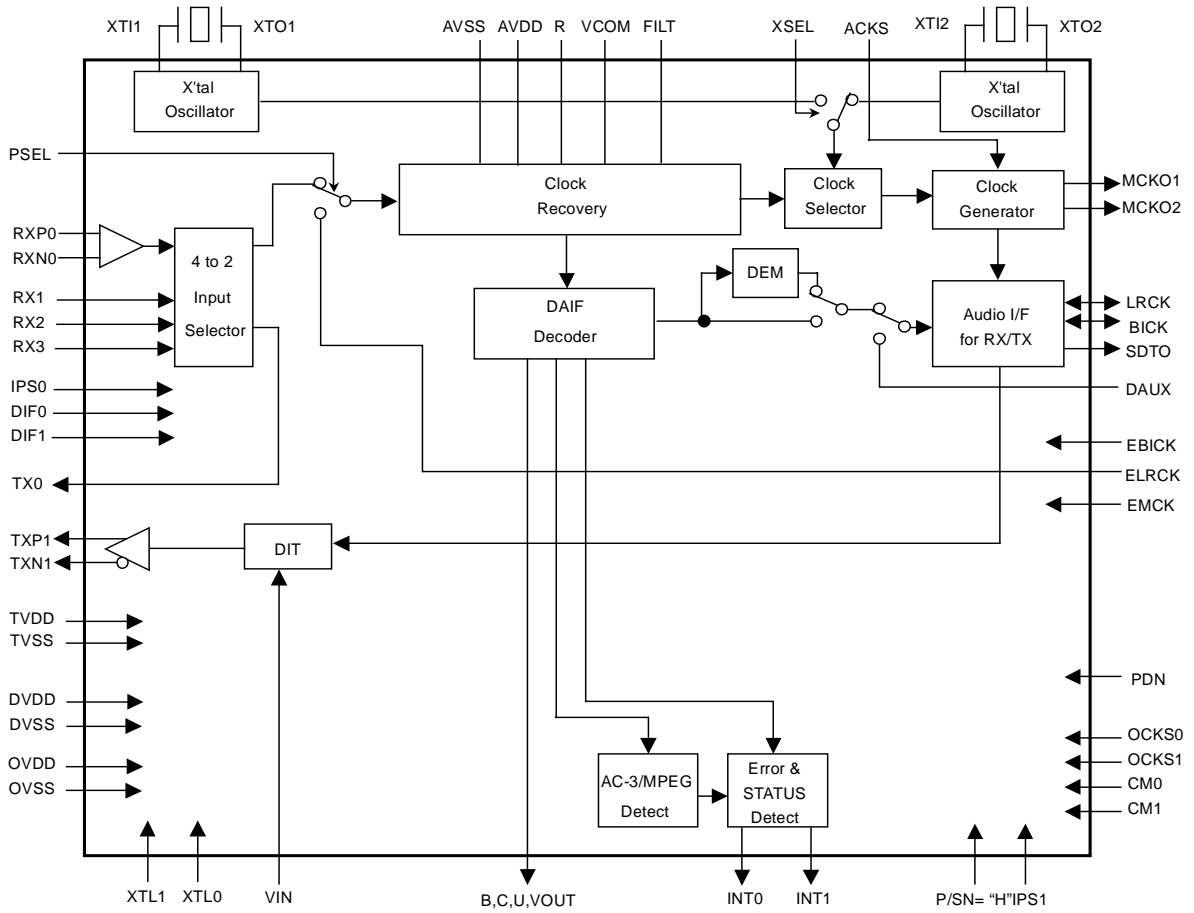 XTI1
XTO1
AVSS
AVDD
R
VCOM
FILT
XSEL
ACKS
XTI2
XTO2
X'tal
Oscillator
X'tal
Oscillator
PSEL
Clock
Recovery
Clock
Selector
Clock
Generator
MCKO1
MCKO2
RXP0
RXN0
4 to 2
Input
Selector
RX1
RX2
RX3
DEM
DAIF
Decoder
Audio I/F
for RX/TX
LRCK
BICK
SDTO
IPS0
DIF0
DIF1
DAUX
EBICK
ELRCK
EMCK
TX0
TXP1
TXN1
DIT
TVDD
TVSS
DVDD
DVSS
OVDD
OVSS
PDN
OCKS0
OCKS1
CM0
CM1
AC-3/MPEG
Detect
Error &
STATUS
Detect
XTL1
XTL0
VIN
B,C,U,VOUT
INT0
INT1
P/SN= “H”IPS1